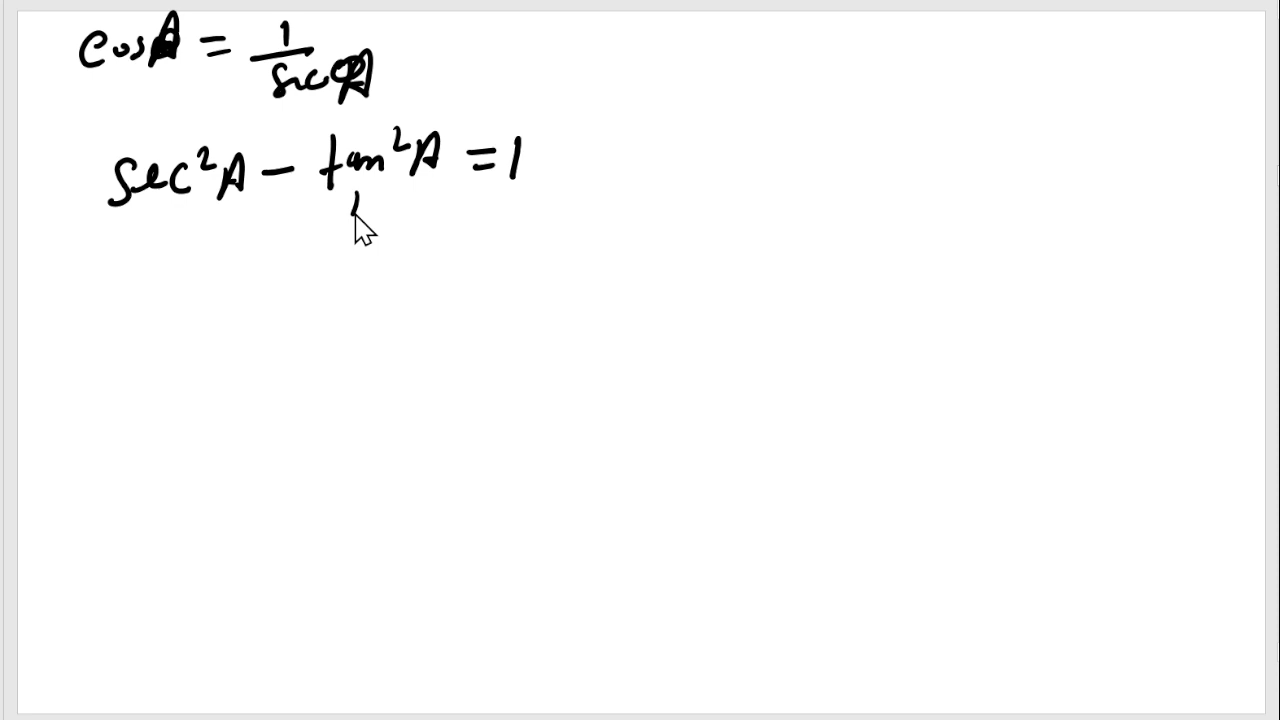 cosA = 1/secA
sec²A - tan²A = 1